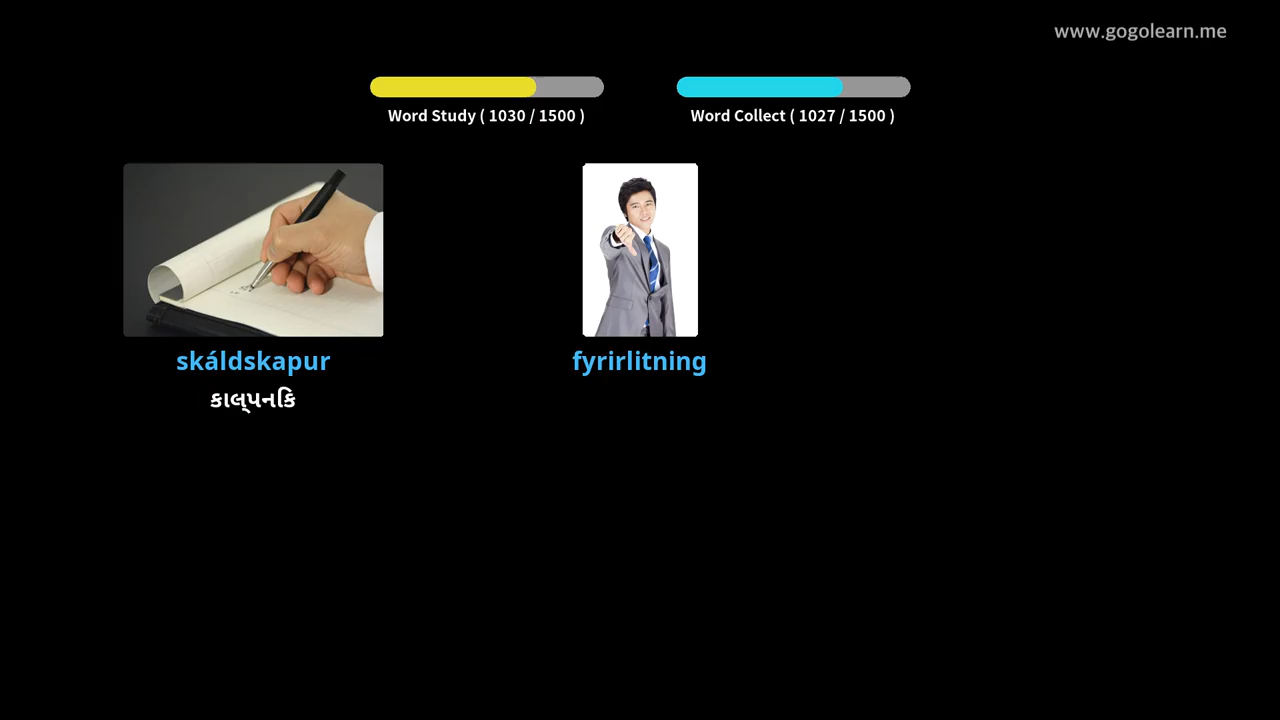 www.gogolearn.me
Word Study ( 1030 / 1500 )
Word Collect ( 1027 / 1500 )
skáldskapur
fyrirlitning
કાલ્પનિક